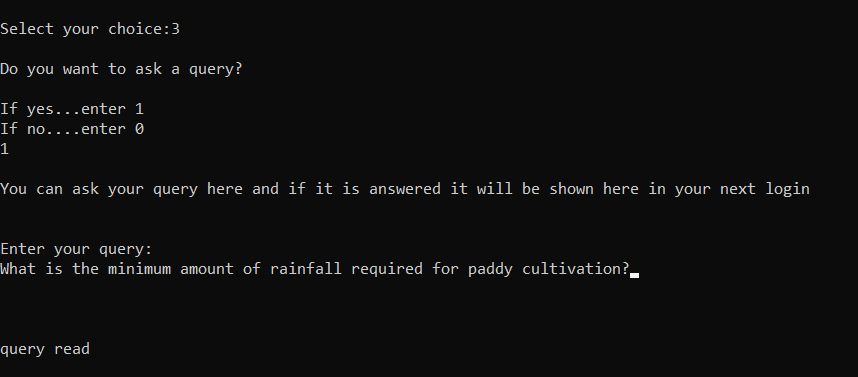 Select your choice:3
Do you want to ask a query?
If yes...enter 1
If no....enter 0
1
You can ask your query here and if it is answered it will be shown here in your next login
Enter your query:
What is the minimum amount of rainfall required for paddy cultivation?
query read